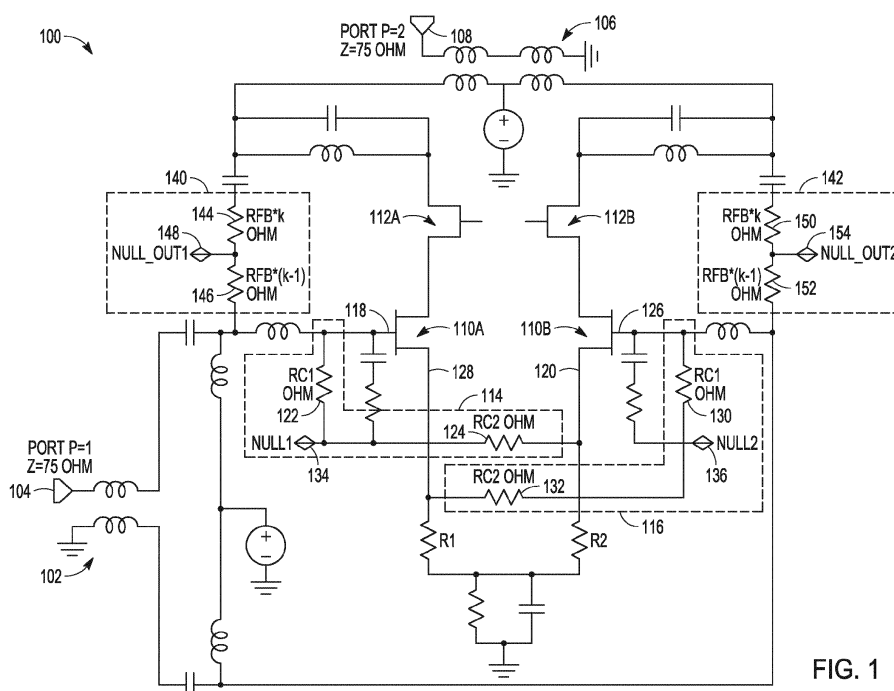 100
PORT P=2
Z=75 OHM
108
106
140
142
144
RFB*k
OHM
148
NULL_OUT1
RFB*(k-1)
OHM
146
112A
112B
RFB*k
OHM
150
154
NULL_OUT2
RFB*(k-1)
OHM
152
118
110A
110B
126
128
120
RC1
OHM
122
114
RC2 OHM
124
NULL1
134
RC1
OHM
130
NULL2
136
PORT P=1
Z=75 OHM
104
102
RC2 OHM
132
116
R1
R2
FIG. 1